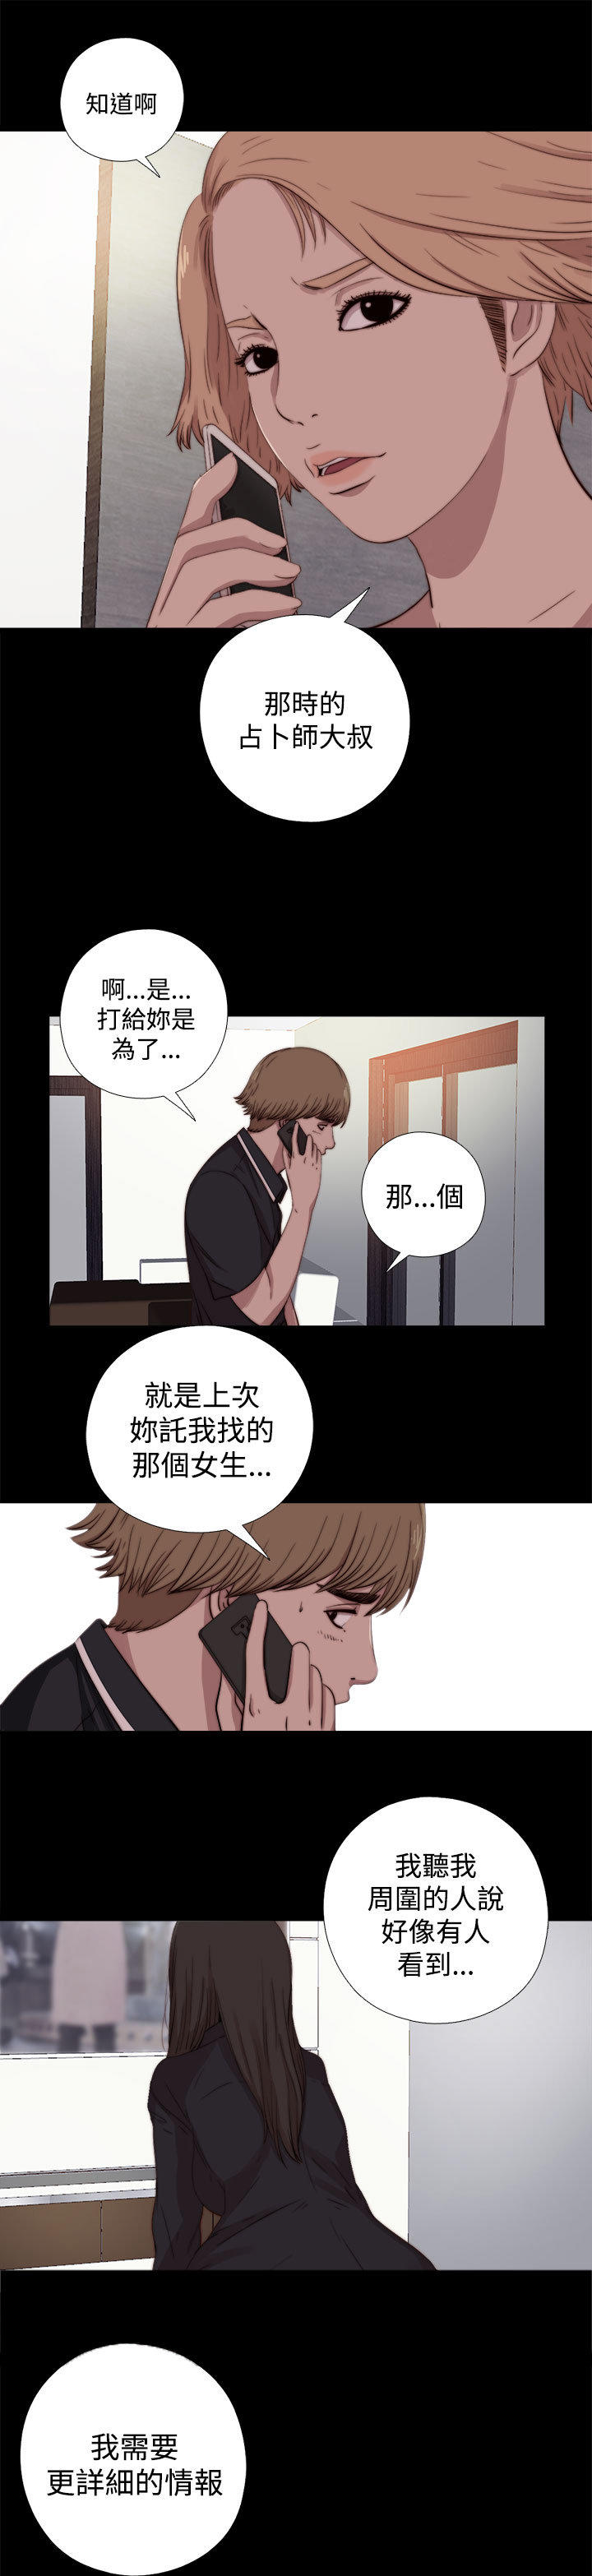 知道啊
那時的
占卜師大叔
啊...是...
打給妳是
為了...
那...個
就是上次
妳託我找的
那個女生...
我聽我
周圍的人說
好像有人
看到...
我需要
更詳細的情報